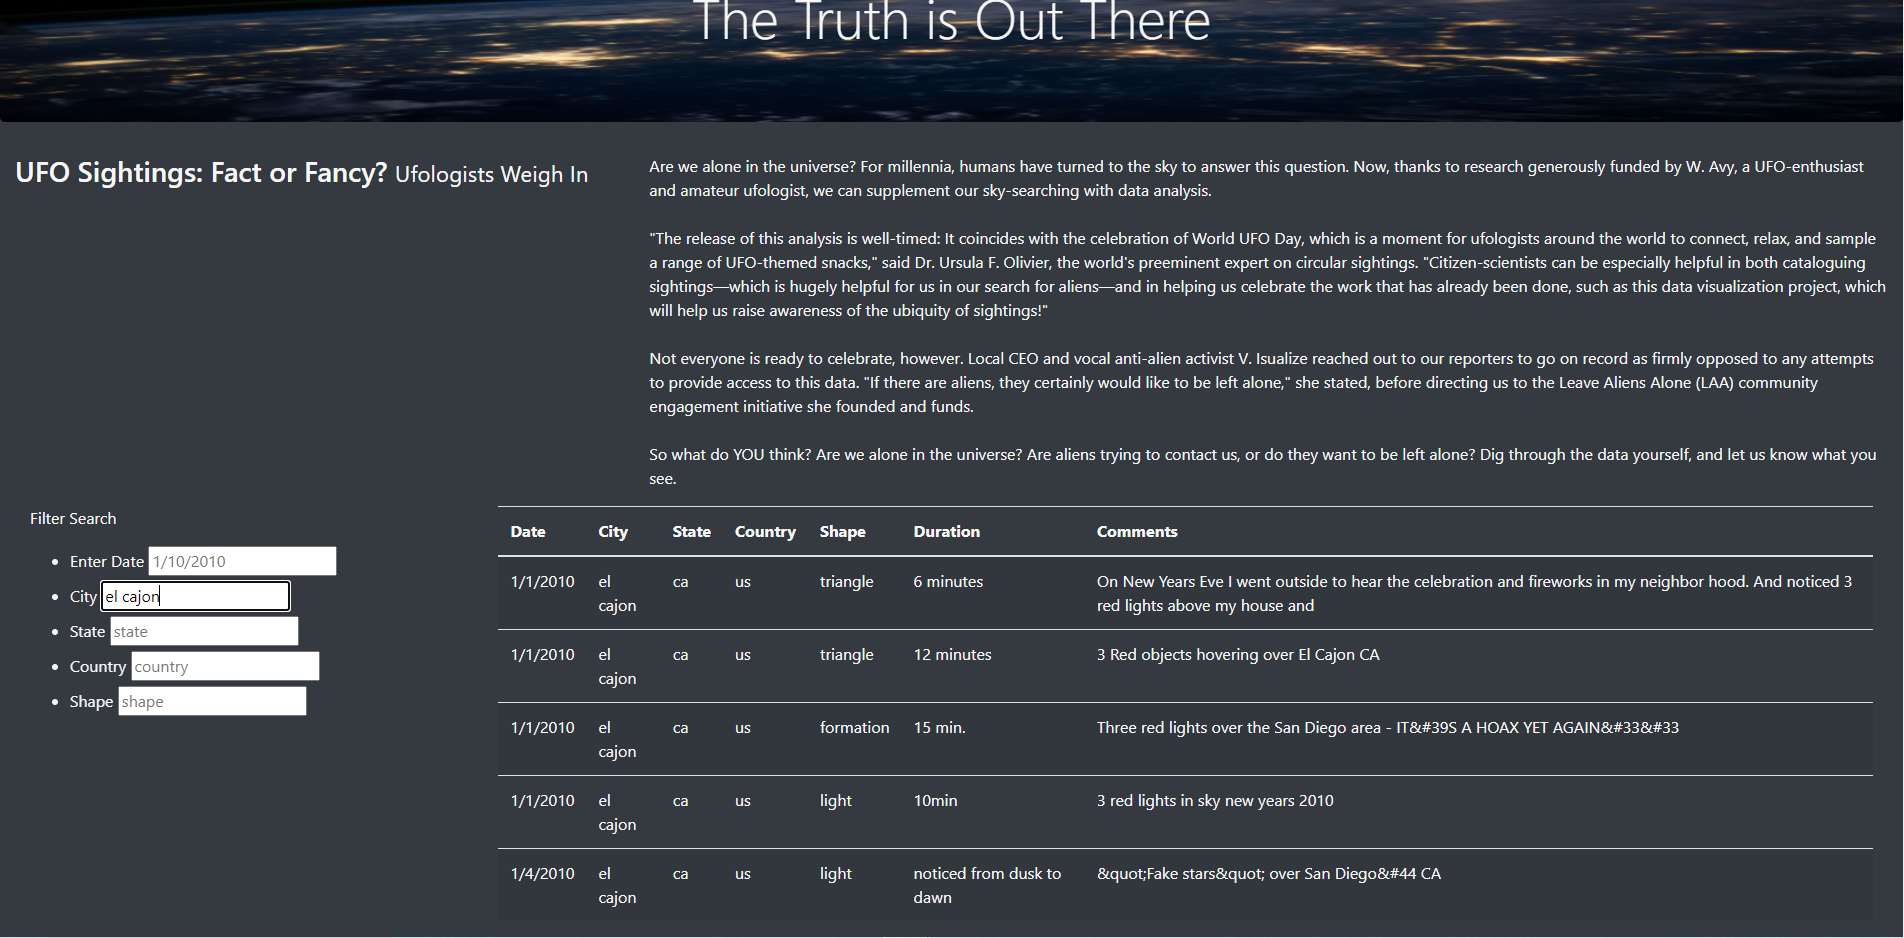 The Truth is Out There
UFO Sightings: Fact or Fancy? Ufologists Weigh In
Are we alone in the universe? For millennia, humans have turned to the sky to answer this question. Now, thanks to research generously funded by W. Avy, a UFO-enthusiast
and amateur ufologist, we can supplement our sky-searching with data analysis.
"The release of this analysis is well-timed: It coincides with the celebration of World UFO Day, which is a moment for ufologists around the world to connect, relax, and sample
a range of UFO-themed snacks," said Dr. Ursula F. Olivier, the world's preeminent expert on circular sightings. "Citizen-scientists can be especially helpful in both cataloguing
sightings—which is hugely helpful for us in our search for aliens—and in helping us celebrate the work that has already been done, such as this data visualization project, which
will help us raise awareness of the ubiquity of sightings!"
Not everyone is ready to celebrate, however. Local CEO and vocal anti-alien activist V. Isualize reached out to our reporters to go on record as firmly opposed to any attempts
to provide access to this data. "If there are aliens, they certainly would like to be left alone," she stated, before directing us to the Leave Aliens Alone (LAA) community
engagement initiative she founded and funds.
So what do YOU think? Are we alone in the universe? Are aliens trying to contact us, or do they want to be left alone? Dig through the data yourself, and let us know what you
see.
Filter Search
Enter Date 1/10/2010
City el cajon
State state
Country country
Shape shape
Date City State Country Shape Duration Comments
1/1/2010 el ca us triangle 6 minutes On New Years Eve I went outside to hear the celebration and fireworks in my neighbor hood. And noticed 3
cajon red lights above my house and
1/1/2010 el ca us triangle 12 minutes 3 Red objects hovering over El Cajon CA
cajon
1/1/2010 el ca us formation 15 min. Three red lights over the San Diego area - IT&#39S A HOAX YET AGAIN&#33&#33
cajon
1/1/2010 el ca us light 10min 3 red lights in sky new years 2010
cajon
1/4/2010 el ca us light noticed from dusk to &quot;Fake stars&quot; over San Diego&#44 CA
cajon dawn